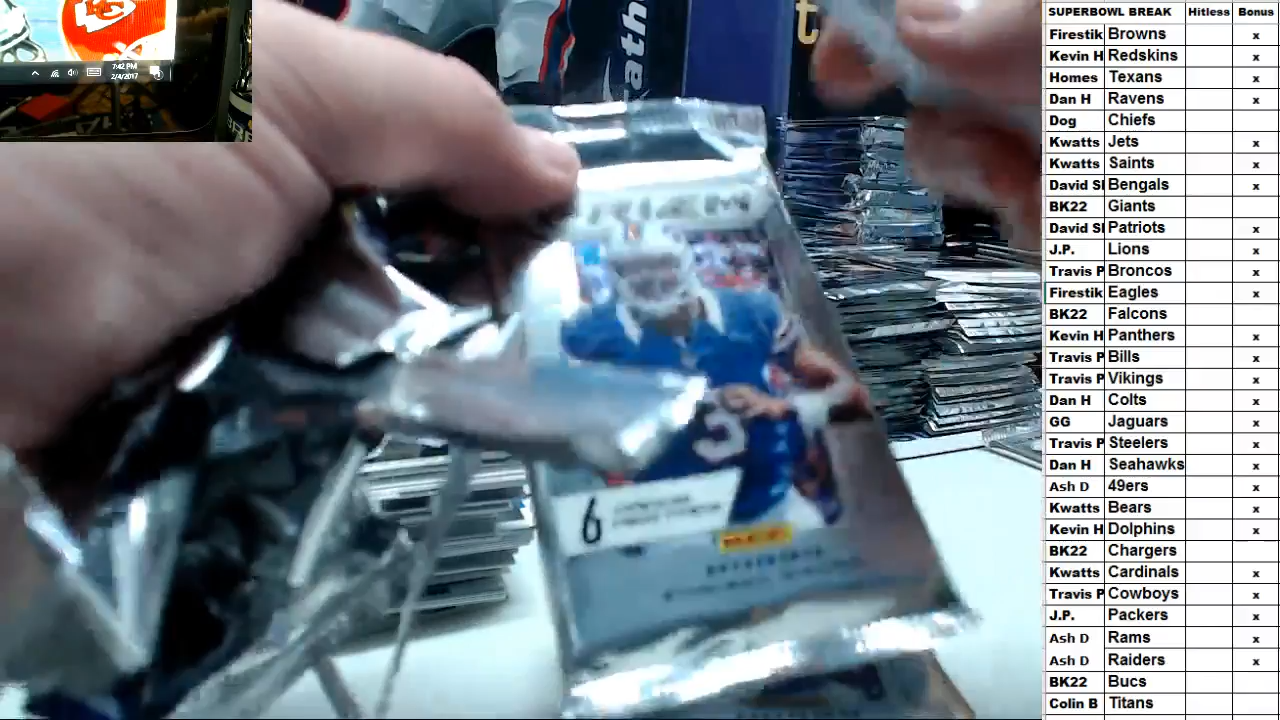 7:42 PM
2/4/2017
6
PANINI
SUPERBOWL BREAK Hitless Bonus
Firestik Browns x
Kevin H Redskins x
Homes Texans x
Dan H Ravens x
Dog Chiefs
Kwatts Jets x
Kwatts Saints x
David Sl Bengals x
BK22 Giants
David Sl Patriots x
J.P. Lions x
Travis P Broncos x
Firestik Eagles x
BK22 Falcons
Kevin H Panthers x
Travis P Bills x
Travis P Vikings x
Dan H Colts x
GG Jaguars x
Travis P Steelers x
Dan H Seahawks x
Ash D 49ers x
Kwatts Bears x
Kevin H Dolphins x
BK22 Chargers
Kwatts Cardinals x
Travis P Cowboys x
J.P. Packers x
Ash D Rams x
Ash D Raiders x
BK22 Bucs
Colin B Titans